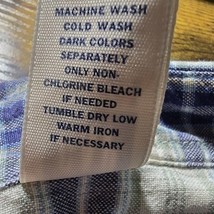 MACHINE WASH
COLD WASH
DARK COLORS
SEPARATELY
ONLY NON-
CHLORINE BLEACH
IF NEEDED
TUMBLE DRY LOW
WARM IRON
IF NECESSARY